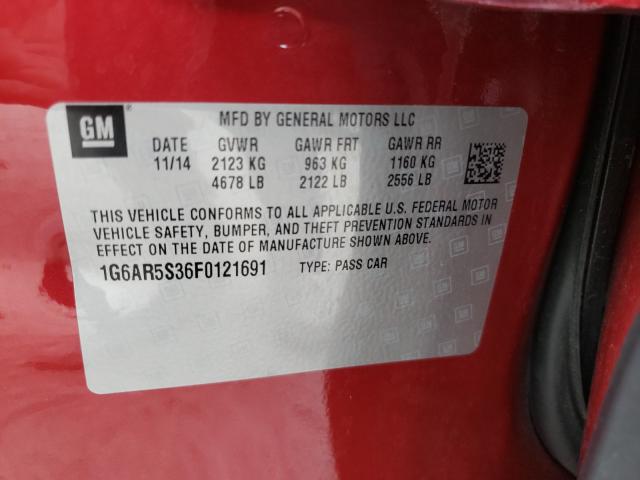 GM ®
MFD BY GENERAL MOTORS LLC
DATE GVWR GAWR FRT GAWR RR
11/14 2123 KG 963 KG 1160 KG
4678 LB 2122 LB 2556 LB
THIS VEHICLE CONFORMS TO ALL APPLICABLE U.S. FEDERAL MOTOR
VEHICLE SAFETY, BUMPER, AND THEFT PREVENTION STANDARDS IN
EFFECT ON THE DATE OF MANUFACTURE SHOWN ABOVE.
1G6AR5S36F0121691 TYPE: PASS CAR